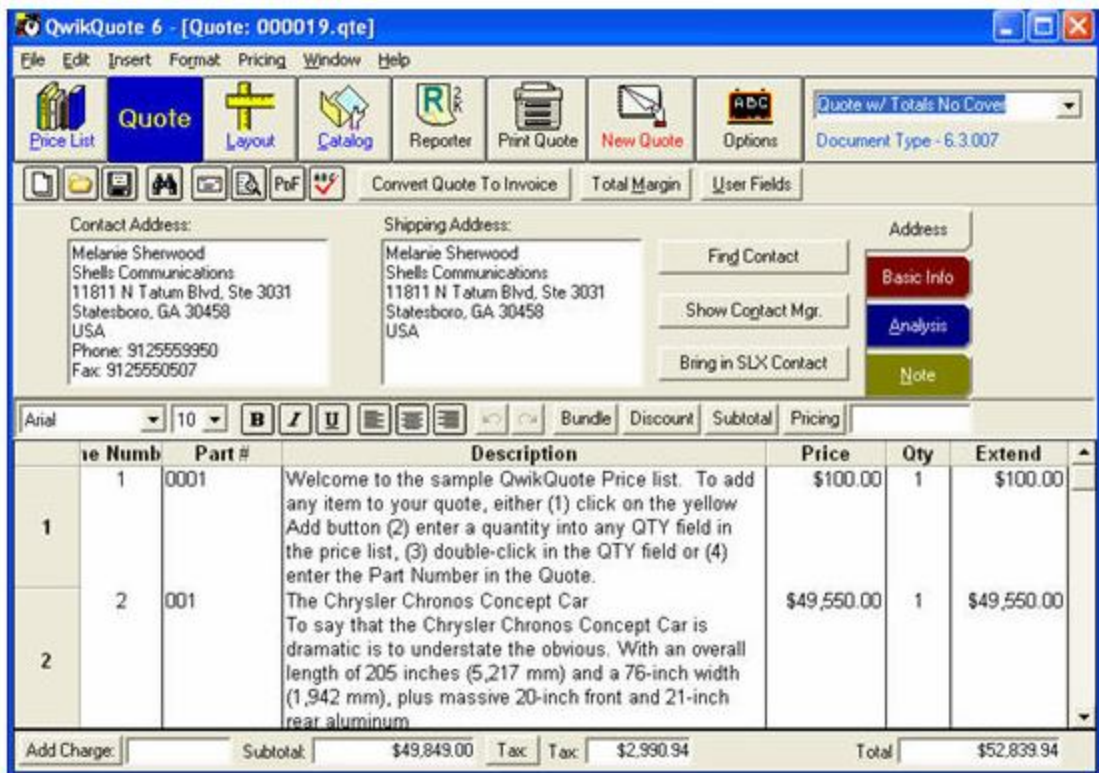 QwikQuote 6 - [Quote: 000019.qte]
File Edit Insert Format Pricing Window Help
Price List Quote Layout Catalog Reporter Print Quote New Quote Options
Quote w/ Totals No Cover
Document Type - 6.3.007
PDF ABC Convert Quote To Invoice Total Margin User Fields
Contact Address:
Melanie Sherwood
Shells Communications
11811 N Tatum Blvd, Ste 3031
Statesboro, GA 30458
USA
Phone: 9125559950
Fax: 9125550507
Shipping Address:
Melanie Sherwood
Shells Communications
11811 N Tatum Blvd, Ste 3031
Statesboro, GA 30458
USA
Find Contact
Show Contact Mgr.
Bring in SLX Contact
Address
Basic Info
Analysis
Note
Arial 10 B I U Bundle Discount Subtotal Pricing
ne Numb Part # Description Price Qty Extend
1 1 0001 Welcome to the sample QwikQuote Price list. To add $100.00 1 $100.00
any item to your quote, either (1) click on the yellow
Add button (2) enter a quantity into any QTY field in
the price list, (3) double-click in the QTY field or (4)
enter the Part Number in the Quote.
2 2 001 The Chrysler Chronos Concept Car $49,550.00 1 $49,550.00
To say that the Chrysler Chronos Concept Car is
dramatic is to understate the obvious. With an overall
length of 205 inches (5,217 mm) and a 76-inch width
(1,942 mm), plus massive 20-inch front and 21-inch
rear aluminum
Add Charge: Subtotal: $49,849.00 Tax Tax: $2,990.94 Total $52,839.94